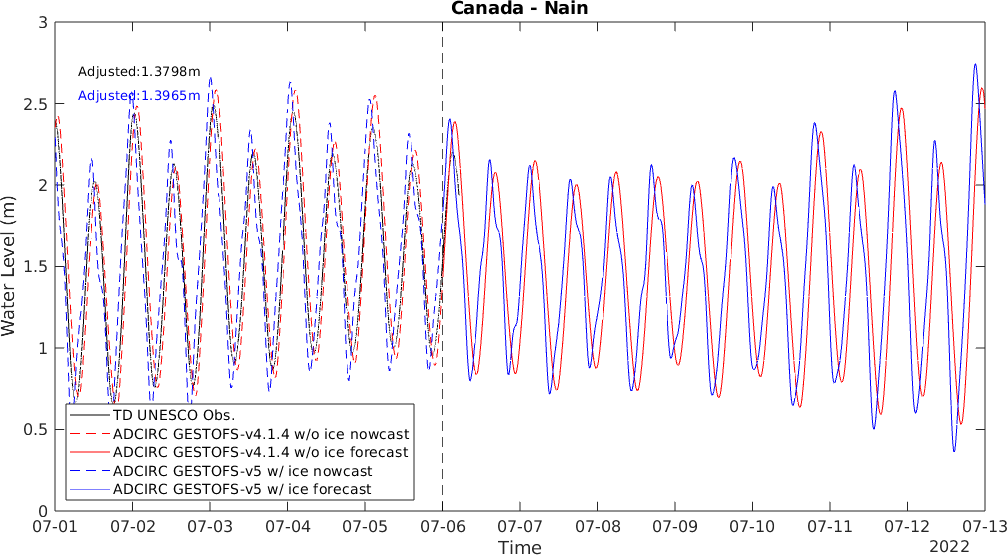 Canada - Nain
3
2.5
2
1.5
1
0.5
0
Water Level (m)
Adjusted:1.3798m
Adjusted:1.3965m
TD UNESCO Obs.
ADCIRC GESTOFS-v4.1.4 w/o ice nowcast
ADCIRC GESTOFS-v4.1.4 w/o ice forecast
ADCIRC GESTOFS-v5 w/ ice nowcast
ADCIRC GESTOFS-v5 w/ ice forecast
07-01 07-02 07-03 07-04 07-05 07-06 07-07 07-08 07-09 07-10 07-11 07-12 07-13
Time
2022